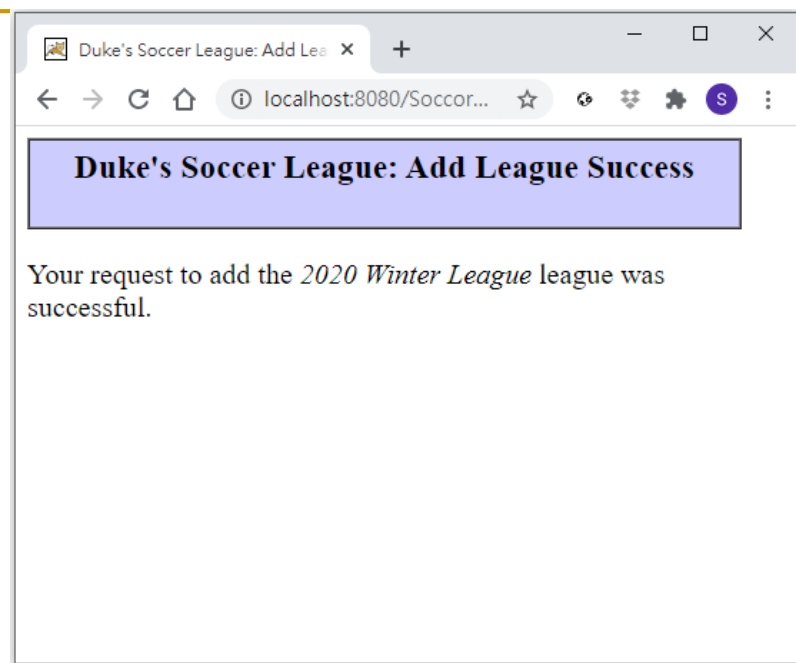 Duke's Soccer League: Add Lea
localhost:8080/Soccor...
S
Duke's Soccer League: Add League Success
Your request to add the 2020 Winter League league was
successful.